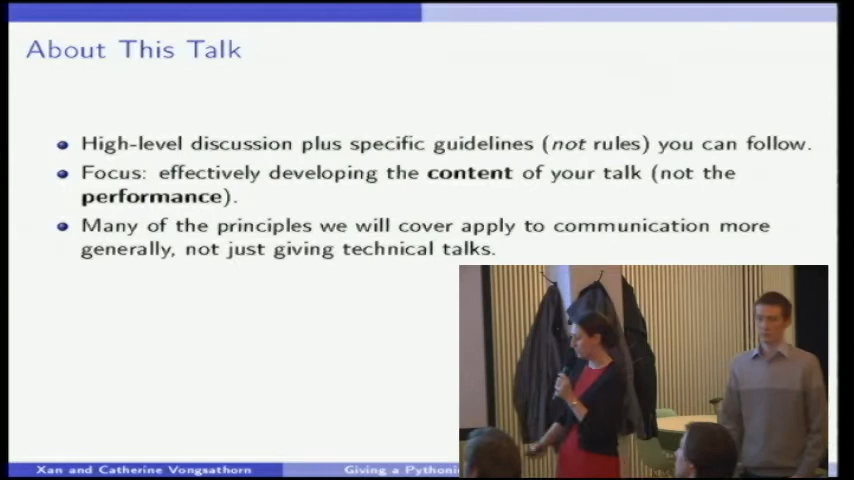 About This Talk
High-level discussion plus specific guidelines (not rules) you can follow.
Focus: effectively developing the content of your talk (not the
performance).
Many of the principles we will cover apply to communication more
generally, not just giving technical talks.
Xan and Catherine Vongsathorn
Giving a Pythoni